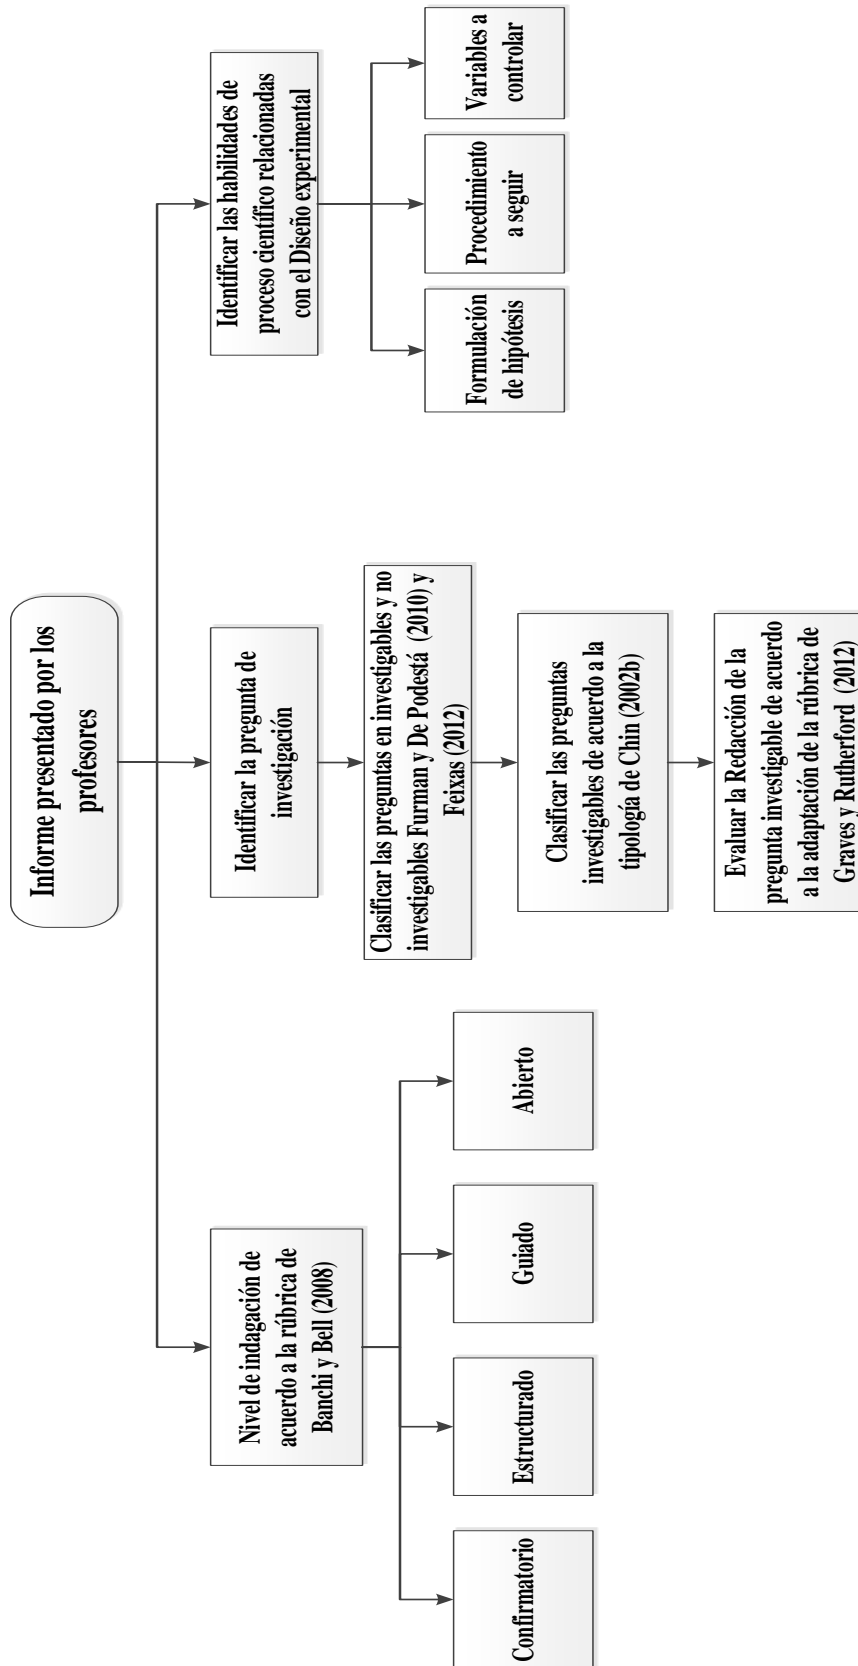 Informe presentado por los
profesores
Nivel de indagación de
acuerdo a la rúbrica de
Banchi y Bell (2008)
Confirmatorio
Estructurado
Guiado
Abierto
Identificar la pregunta de
investigación
Clasificar las preguntas en investigables y no
investigables Furman y De Podestá (2010) y
Feixas (2012)
Clasificar las preguntas
investigables de acuerdo a la
tipología de Chin (2002b)
Evaluar la Redacción de la
pregunta investigable de acuerdo
a la adaptación de la rúbrica de
Graves y Rutherford (2012)
Identificar las habilidades de
proceso científico relacionadas
con el Diseño experimental
Formulación
de hipótesis
Procedimiento
a seguir
Variables a
controlar